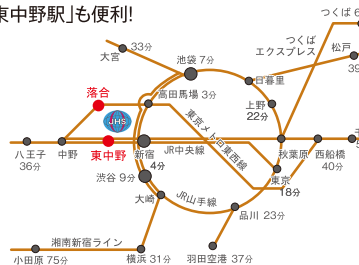 東中野駅」も便利!
つくば 6
大宮 33分
つくば
エクスプレス
松戸
39
池袋 7分
日暮里
落合
高田馬場 3分
上野
22分
JHS
東京メトロ東西線
八王子
36分
中野
東中野
新宿
4分
JR中央線
秋葉原
西船橋
40分
渋谷 9分
東京
18分
大崎
JR山手線
品川 23分
湘南新宿ライン
小田原 75分
横浜 31分
羽田空港 37分